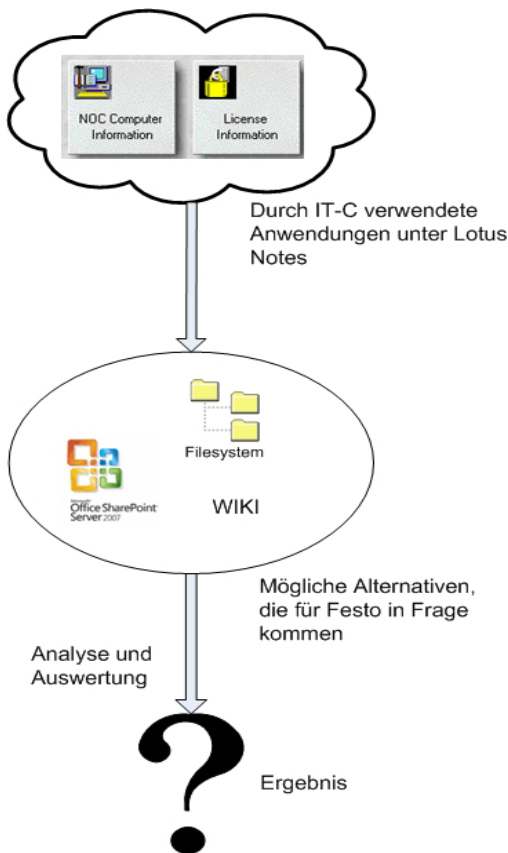 NOC Computer
Information
License
Information
Durch IT-C verwendete
Anwendungen unter Lotus
Notes
Filesystem
Microsoft
Office SharePoint
Server 2007
WIKI
Mögliche Alternativen,
die für Festo in Frage
kommen
Analyse und
Auswertung
?
Ergebnis